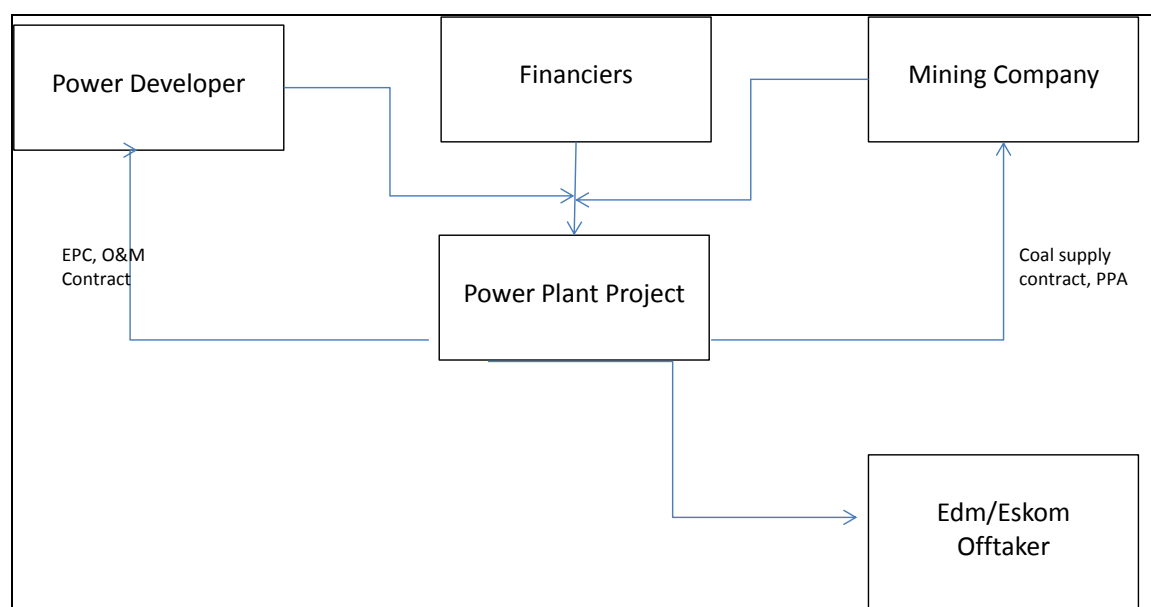 Power Developer
Financiers
Mining Company
EPC, O&M
Contract
Coal supply
contract, PPA
Power Plant Project
Edm/Eskom
Offtaker